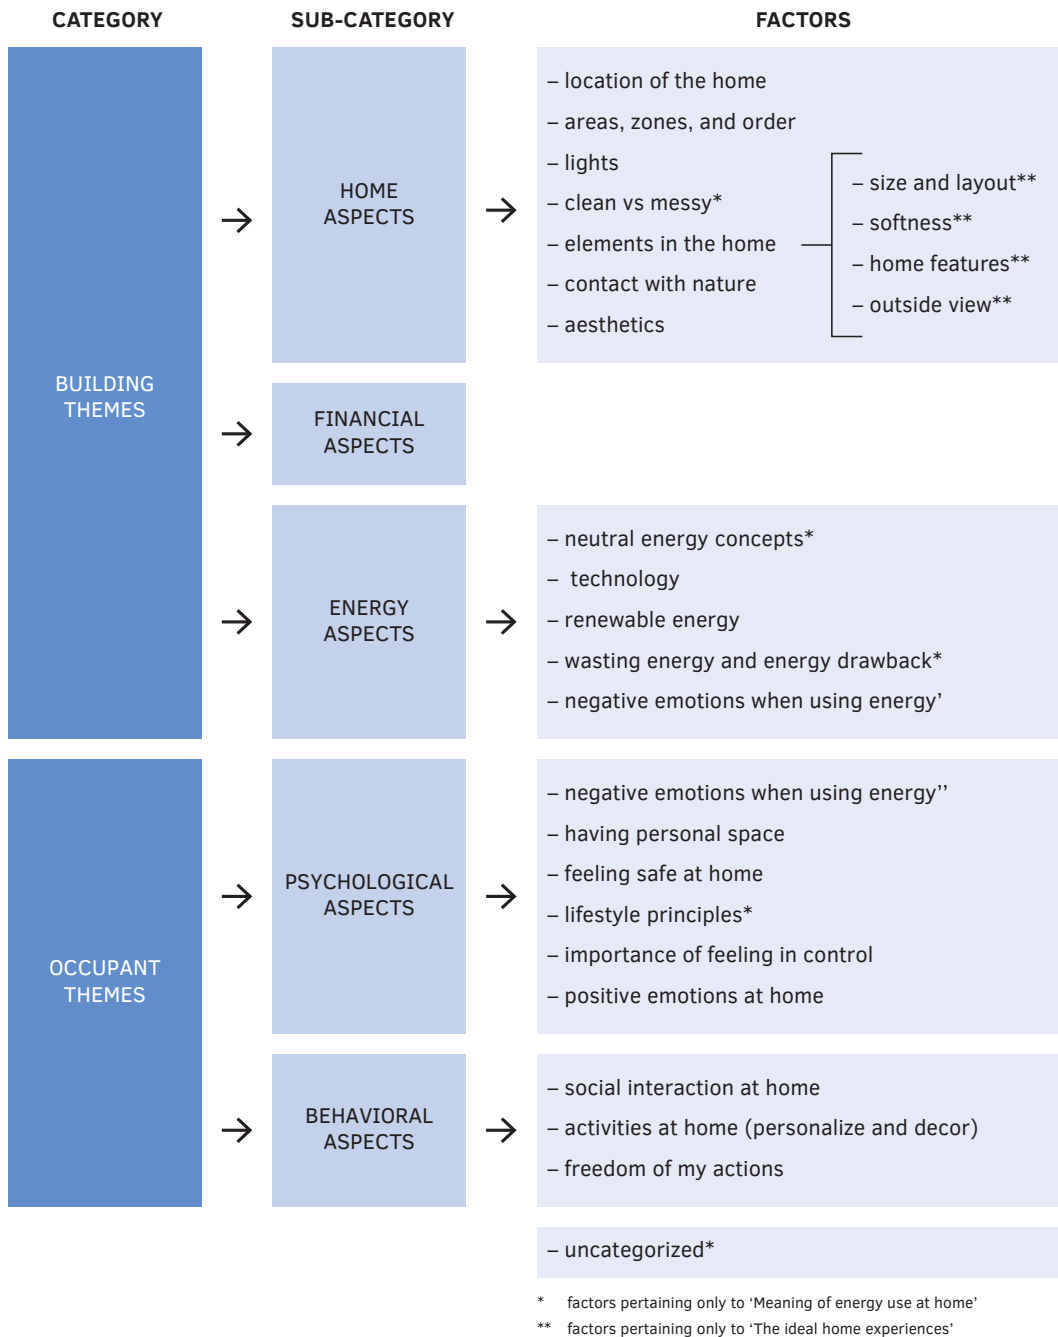 CATEGORY
SUB-CATEGORY
FACTORS
BUILDING
THEMES
HOME
ASPECTS
– location of the home
– areas, zones, and order
– lights
– clean vs messy*
– elements in the home
– contact with nature
– aesthetics
– size and layout**
– softness**
– home features**
– outside view**
FINANCIAL
ASPECTS
ENERGY
ASPECTS
– neutral energy concepts*
– technology
– renewable energy
– wasting energy and energy drawback*
– negative emotions when using energy'
OCCUPANT
THEMES
PSYCHOLOGICAL
ASPECTS
– negative emotions when using energy''
– having personal space
– feeling safe at home
– lifestyle principles*
– importance of feeling in control
– positive emotions at home
BEHAVIORAL
ASPECTS
– social interaction at home
– activities at home (personalize and decor)
– freedom of my actions
– uncategorized*
* factors pertaining only to ‘Meaning of energy use at home’
** factors pertaining only to ‘The ideal home experiences’